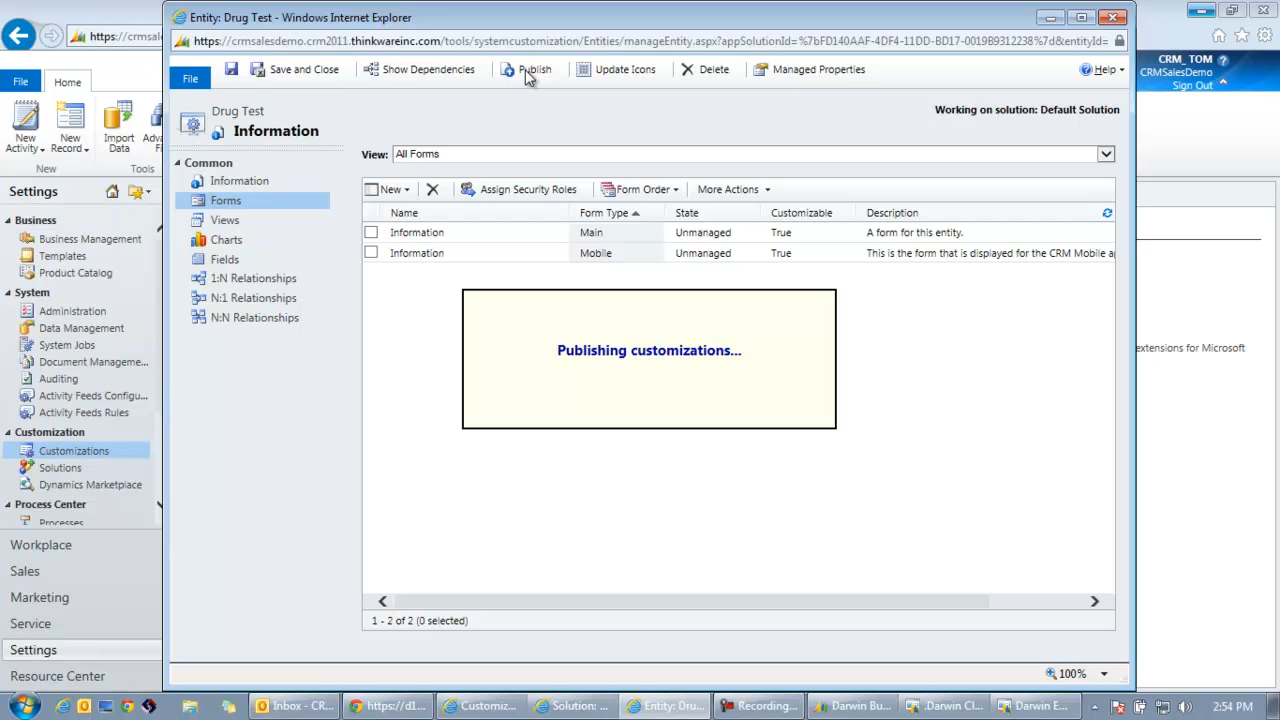 Entity: Drug Test - Windows Internet Explorer
https://crmsalesdemo.crm2011.thinkwareinc.com/tools/systemcustomization/Entities/manageEntity.aspx?appSolutionId=%7bFD140AAF-4DF4-11DD-BD17-0019B9312238%7d&entityId=
https://crmsa
File
Save and Close
Show Dependencies
Publish
Update Icons
Delete
Managed Properties
Help
File
Home
CRM_TOM
CRMSalesDemo
Sign Out
New Activity
New Record
Import Data
New
Tools
Drug Test
Information
Working on solution: Default Solution
Settings
Business
Business Management
Templates
Product Catalog
System
Administration
Data Management
System Jobs
Document Manageme...
Auditing
Activity Feeds Configu...
Activity Feeds Rules
Customization
Customizations
Solutions
Dynamics Marketplace
Process Center
Processes
Workplace
Sales
Marketing
Service
Settings
Resource Center
Common
Information
Forms
Views
Charts
Fields
1:N Relationships
N:1 Relationships
N:N Relationships
View: All Forms
New
Assign Security Roles
Form Order
More Actions
Name Form Type State Customizable Description
Information Main Unmanaged True A form for this entity.
Information Mobile Unmanaged True This is the form that is displayed for the CRM Mobile ap
Publishing customizations...
extensions for Microsoft
1 - 2 of 2 (0 selected)
100%
Inbox - CR...
https://d1...
Customiz...
Solution: ...
Entity: Dru...
Recording...
Darwin Bu...
.Darwin Cl...
Darwin E...
2:54 PM